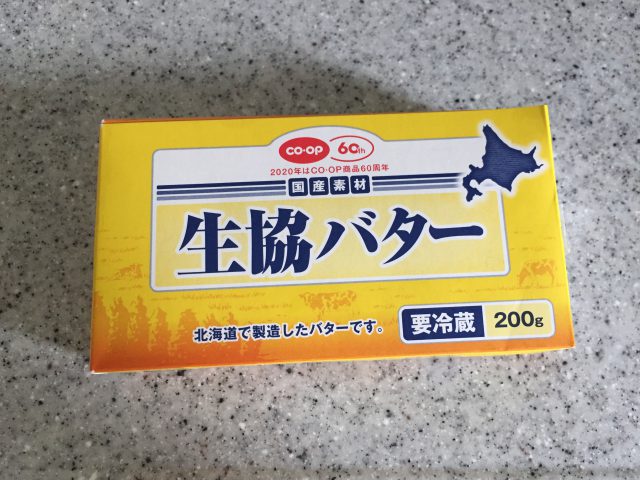 CO·OP 60th
2020年はCO·OP商品60周年
国産素材
生協バター
北海道で製造したバターです。
要冷蔵 200g